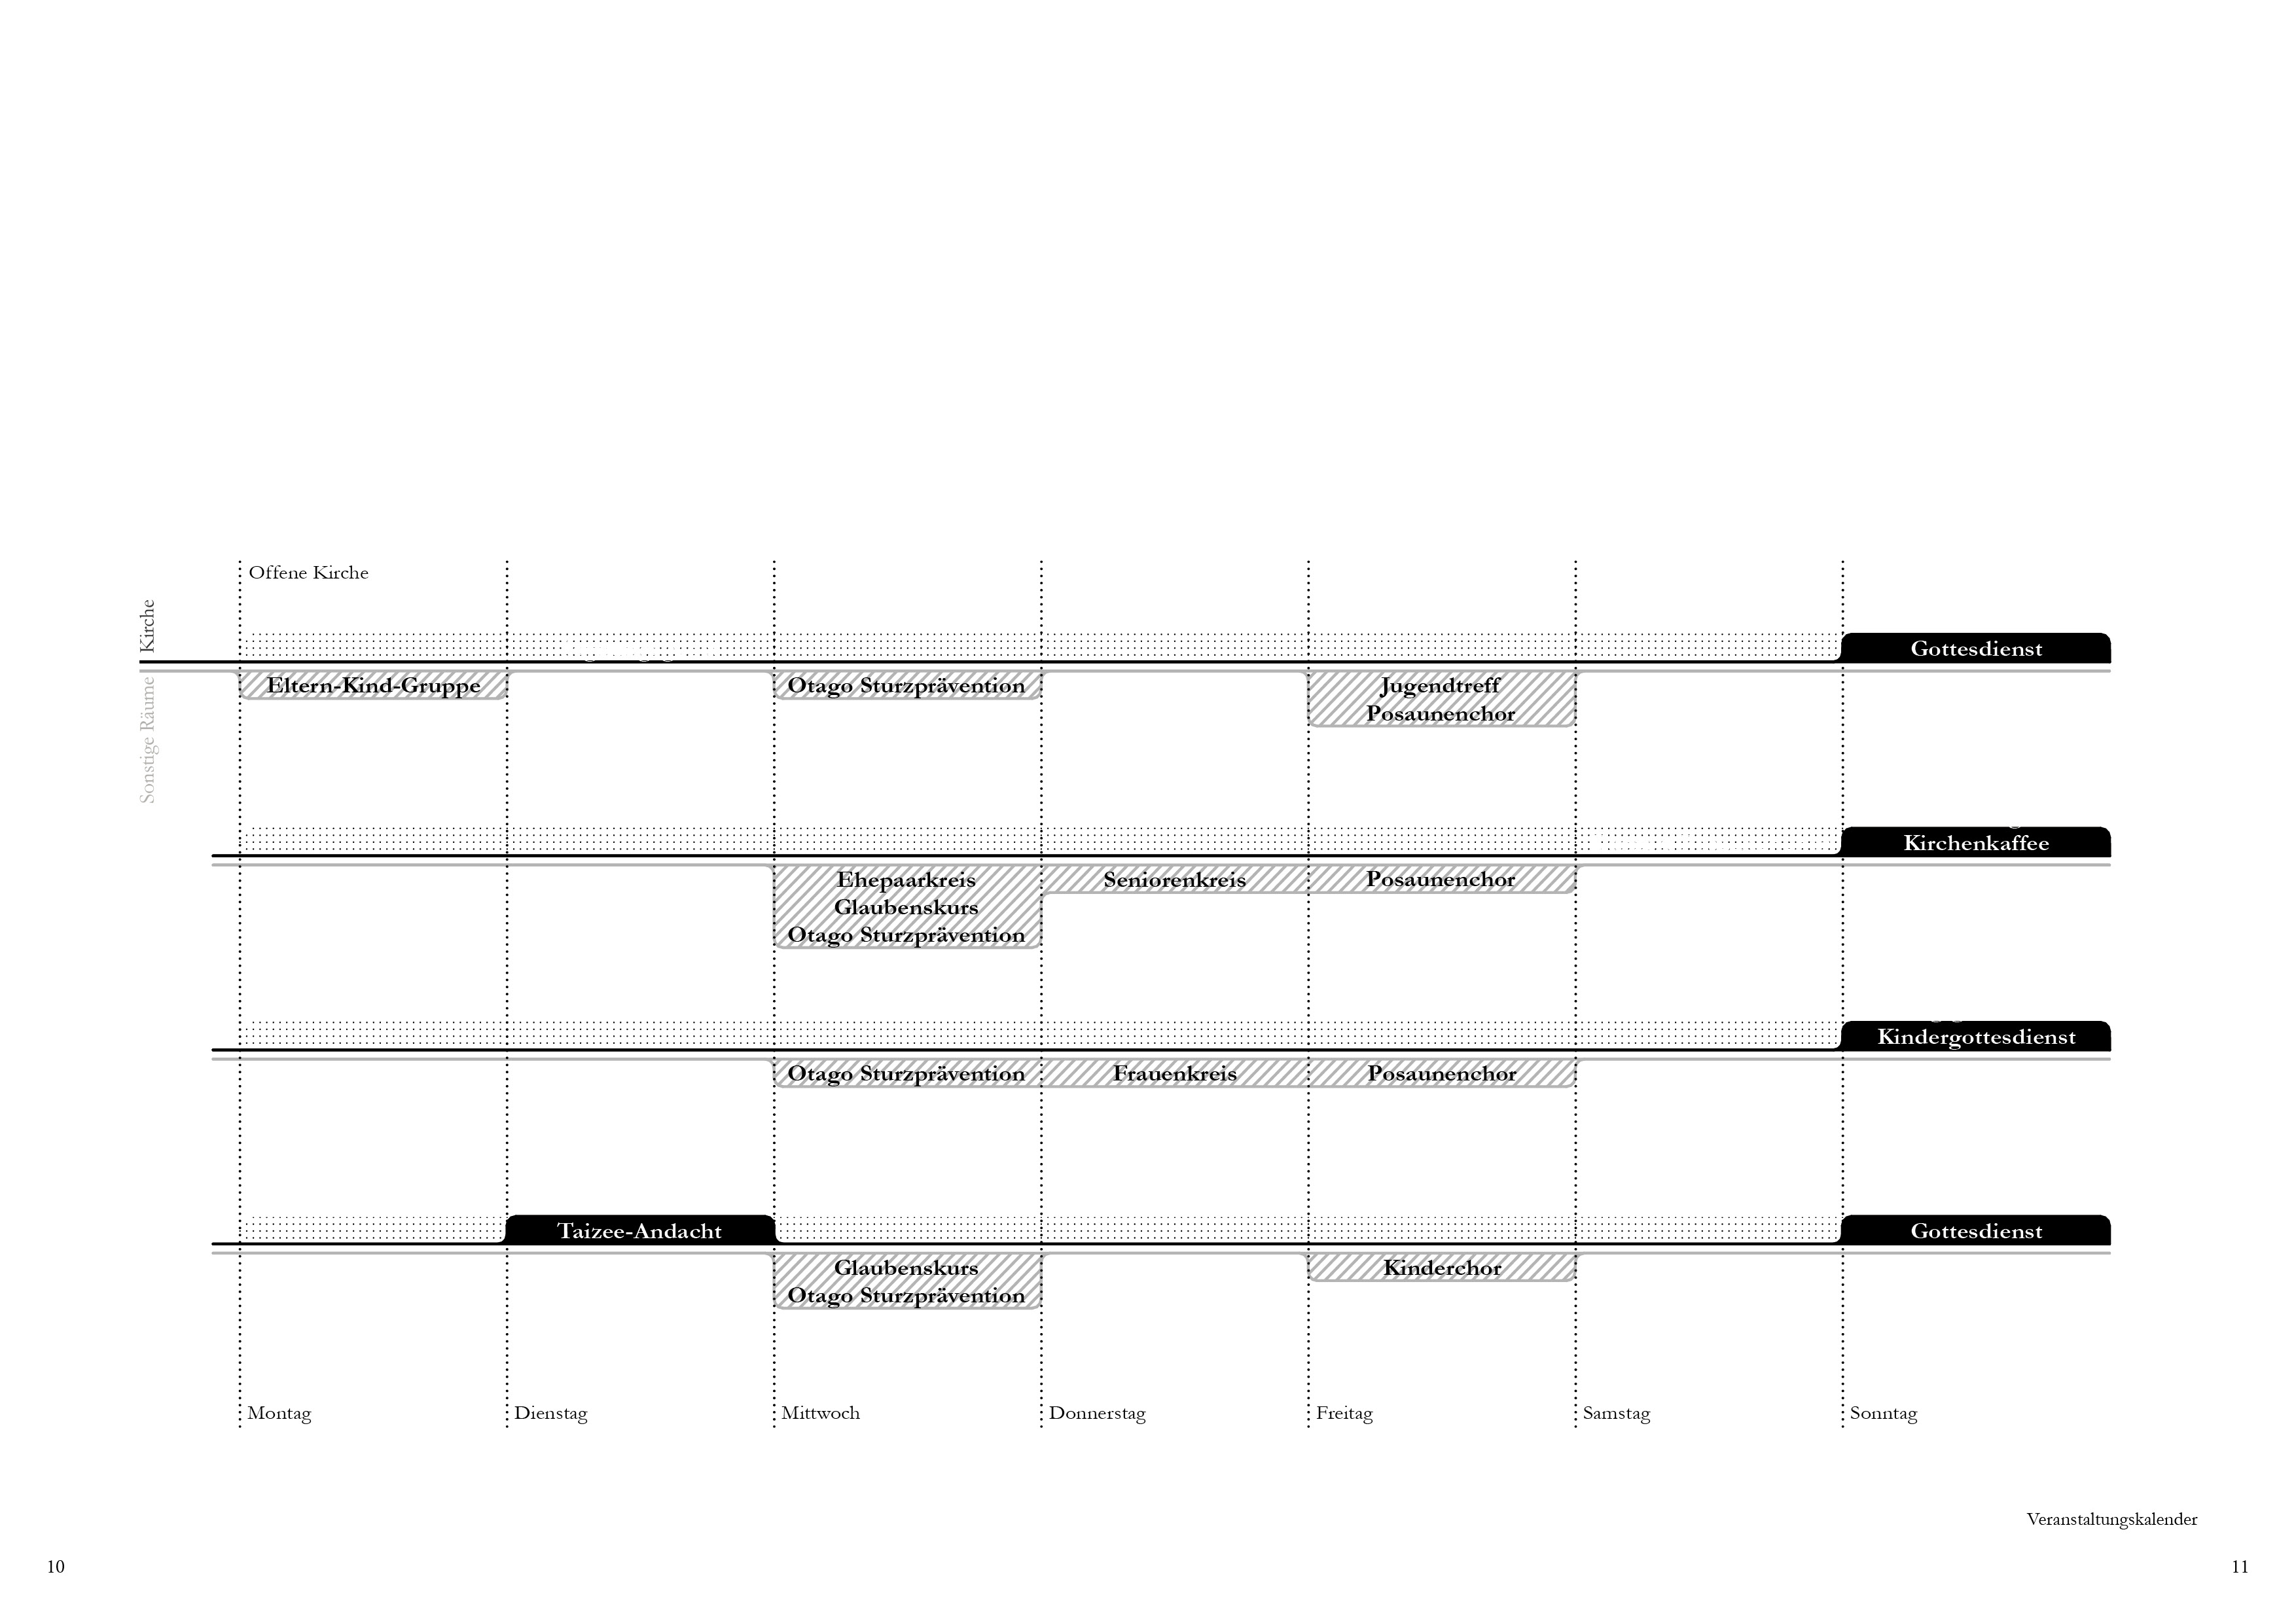 Offene Kirche
Kirche
Sonstige Räume
Gottesdienst
Eltern-Kind-Gruppe
Otago Sturzprävention
Jugendtreff
Posaunenchor
Kirchenkaffee
Ehepaarkreis
Glaubenskurs
Otago Sturzprävention
Seniorenkreis
Posaunenchor
Kindergottesdienst
Otago Sturzprävention
Frauenkreis
Posaunenchor
Taizee-Andacht
Gottesdienst
Glaubenskurs
Otago Sturzprävention
Kinderchor
Montag
Dienstag
Mittwoch
Donnerstag
Freitag
Samstag
Sonntag
Veranstaltungskalender
10
11